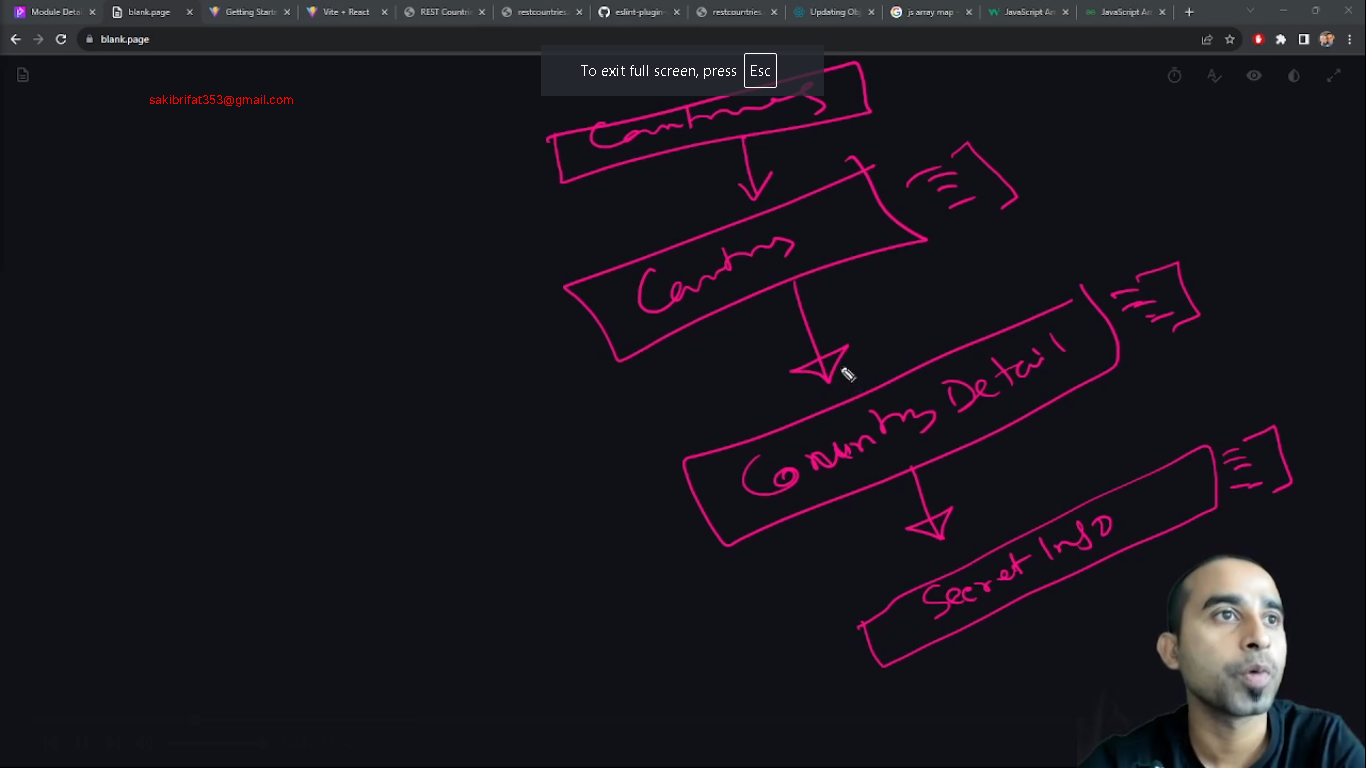 Module Deta
blank.page
Getting Starte
Vite + React
REST Countrie
restcountries.
eslint-plugin-
restcountries.
Updating Obj
js array map -
JavaScript Arr
JavaScript Arr
blank.page
To exit full screen, press Esc
sakibrifat353@gmail.com
Countries
Country
Country Detail
Secret Info